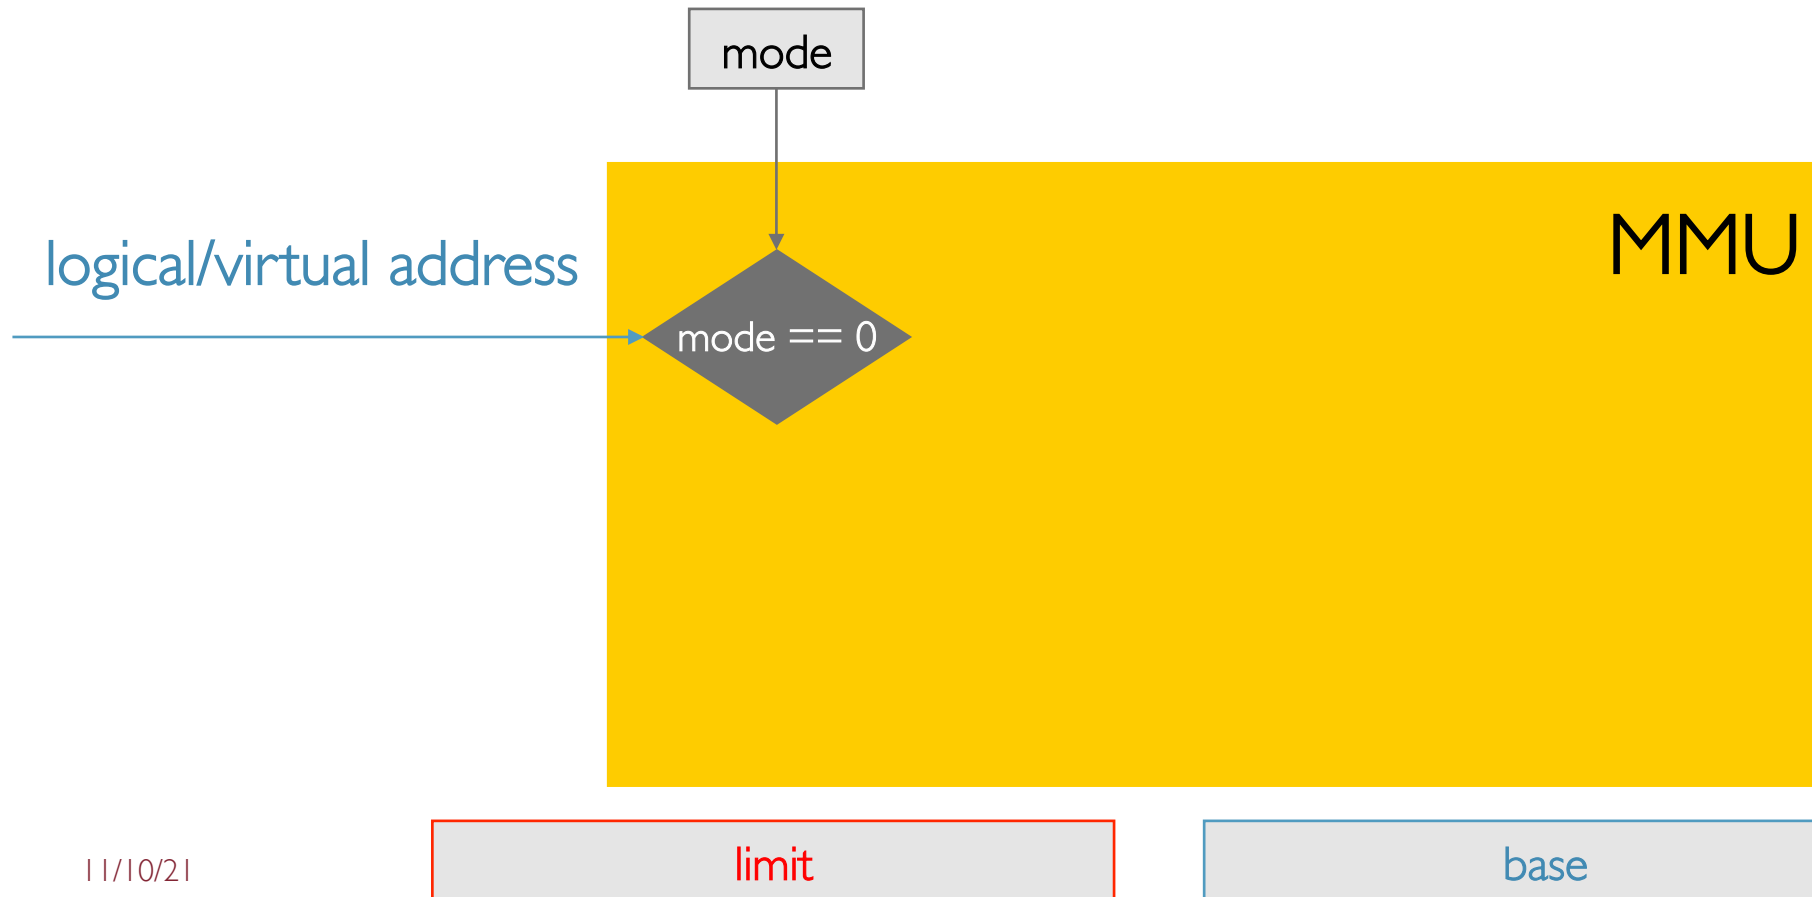 mode
MMU
logical/virtual address
mode == 0
limit
base
11/10/21